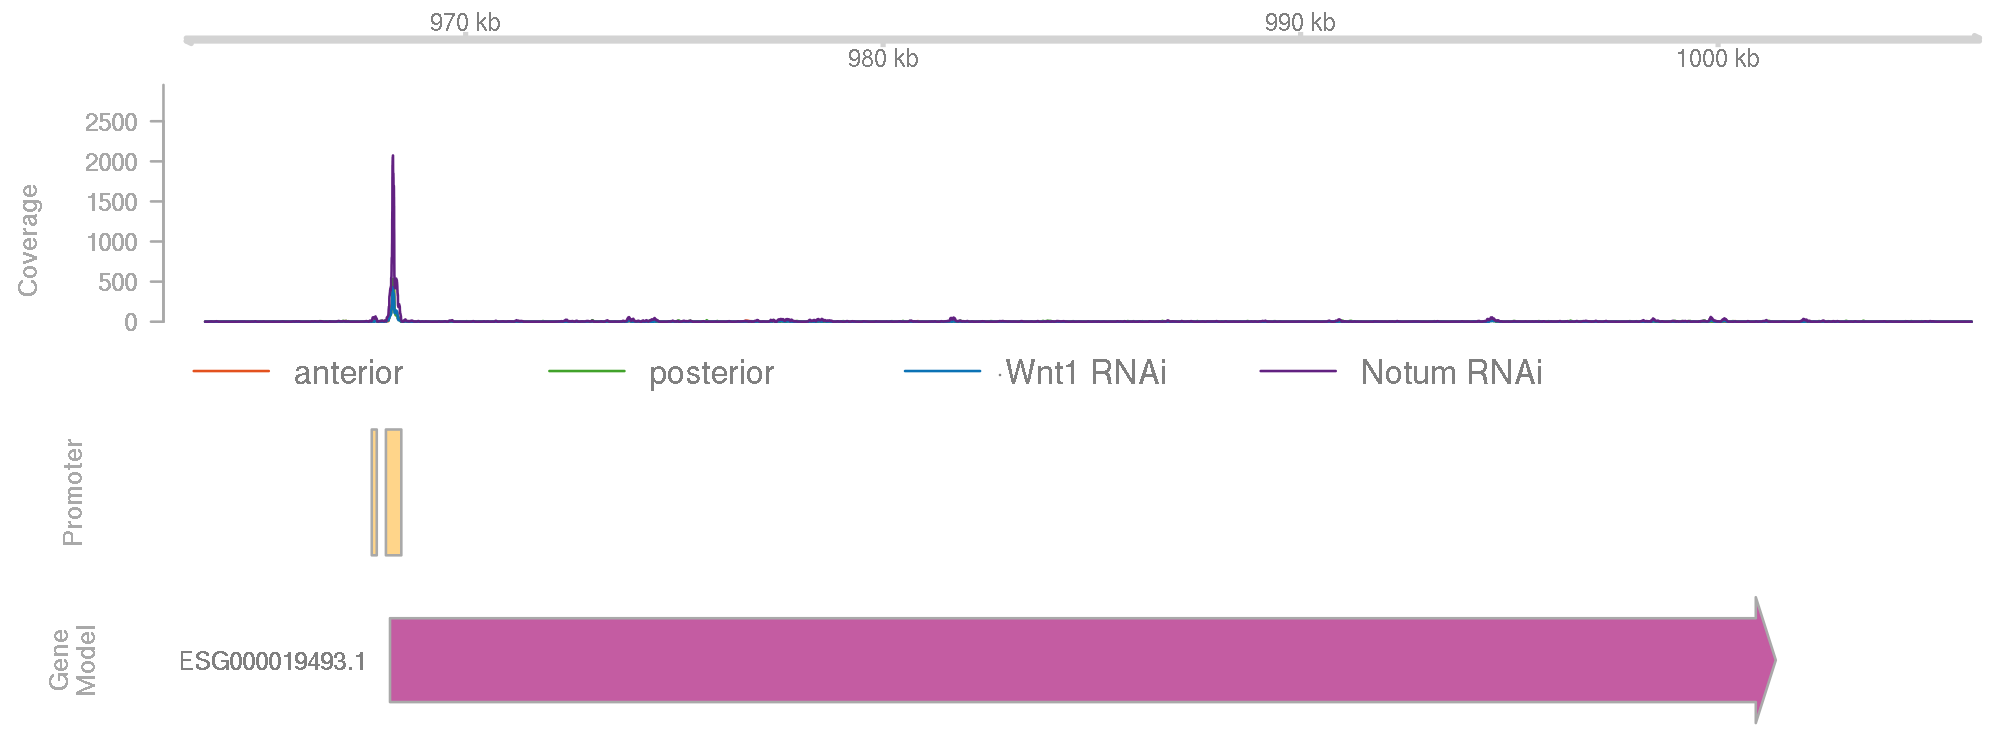 970 kb
990 kb
980 kb
1000 kb
Coverage
2500
2000
1500
1000
500
0
anterior
posterior
Wnt1 RNAi
Notum RNAi
Promoter
Gene
Model
ESG000019493.1